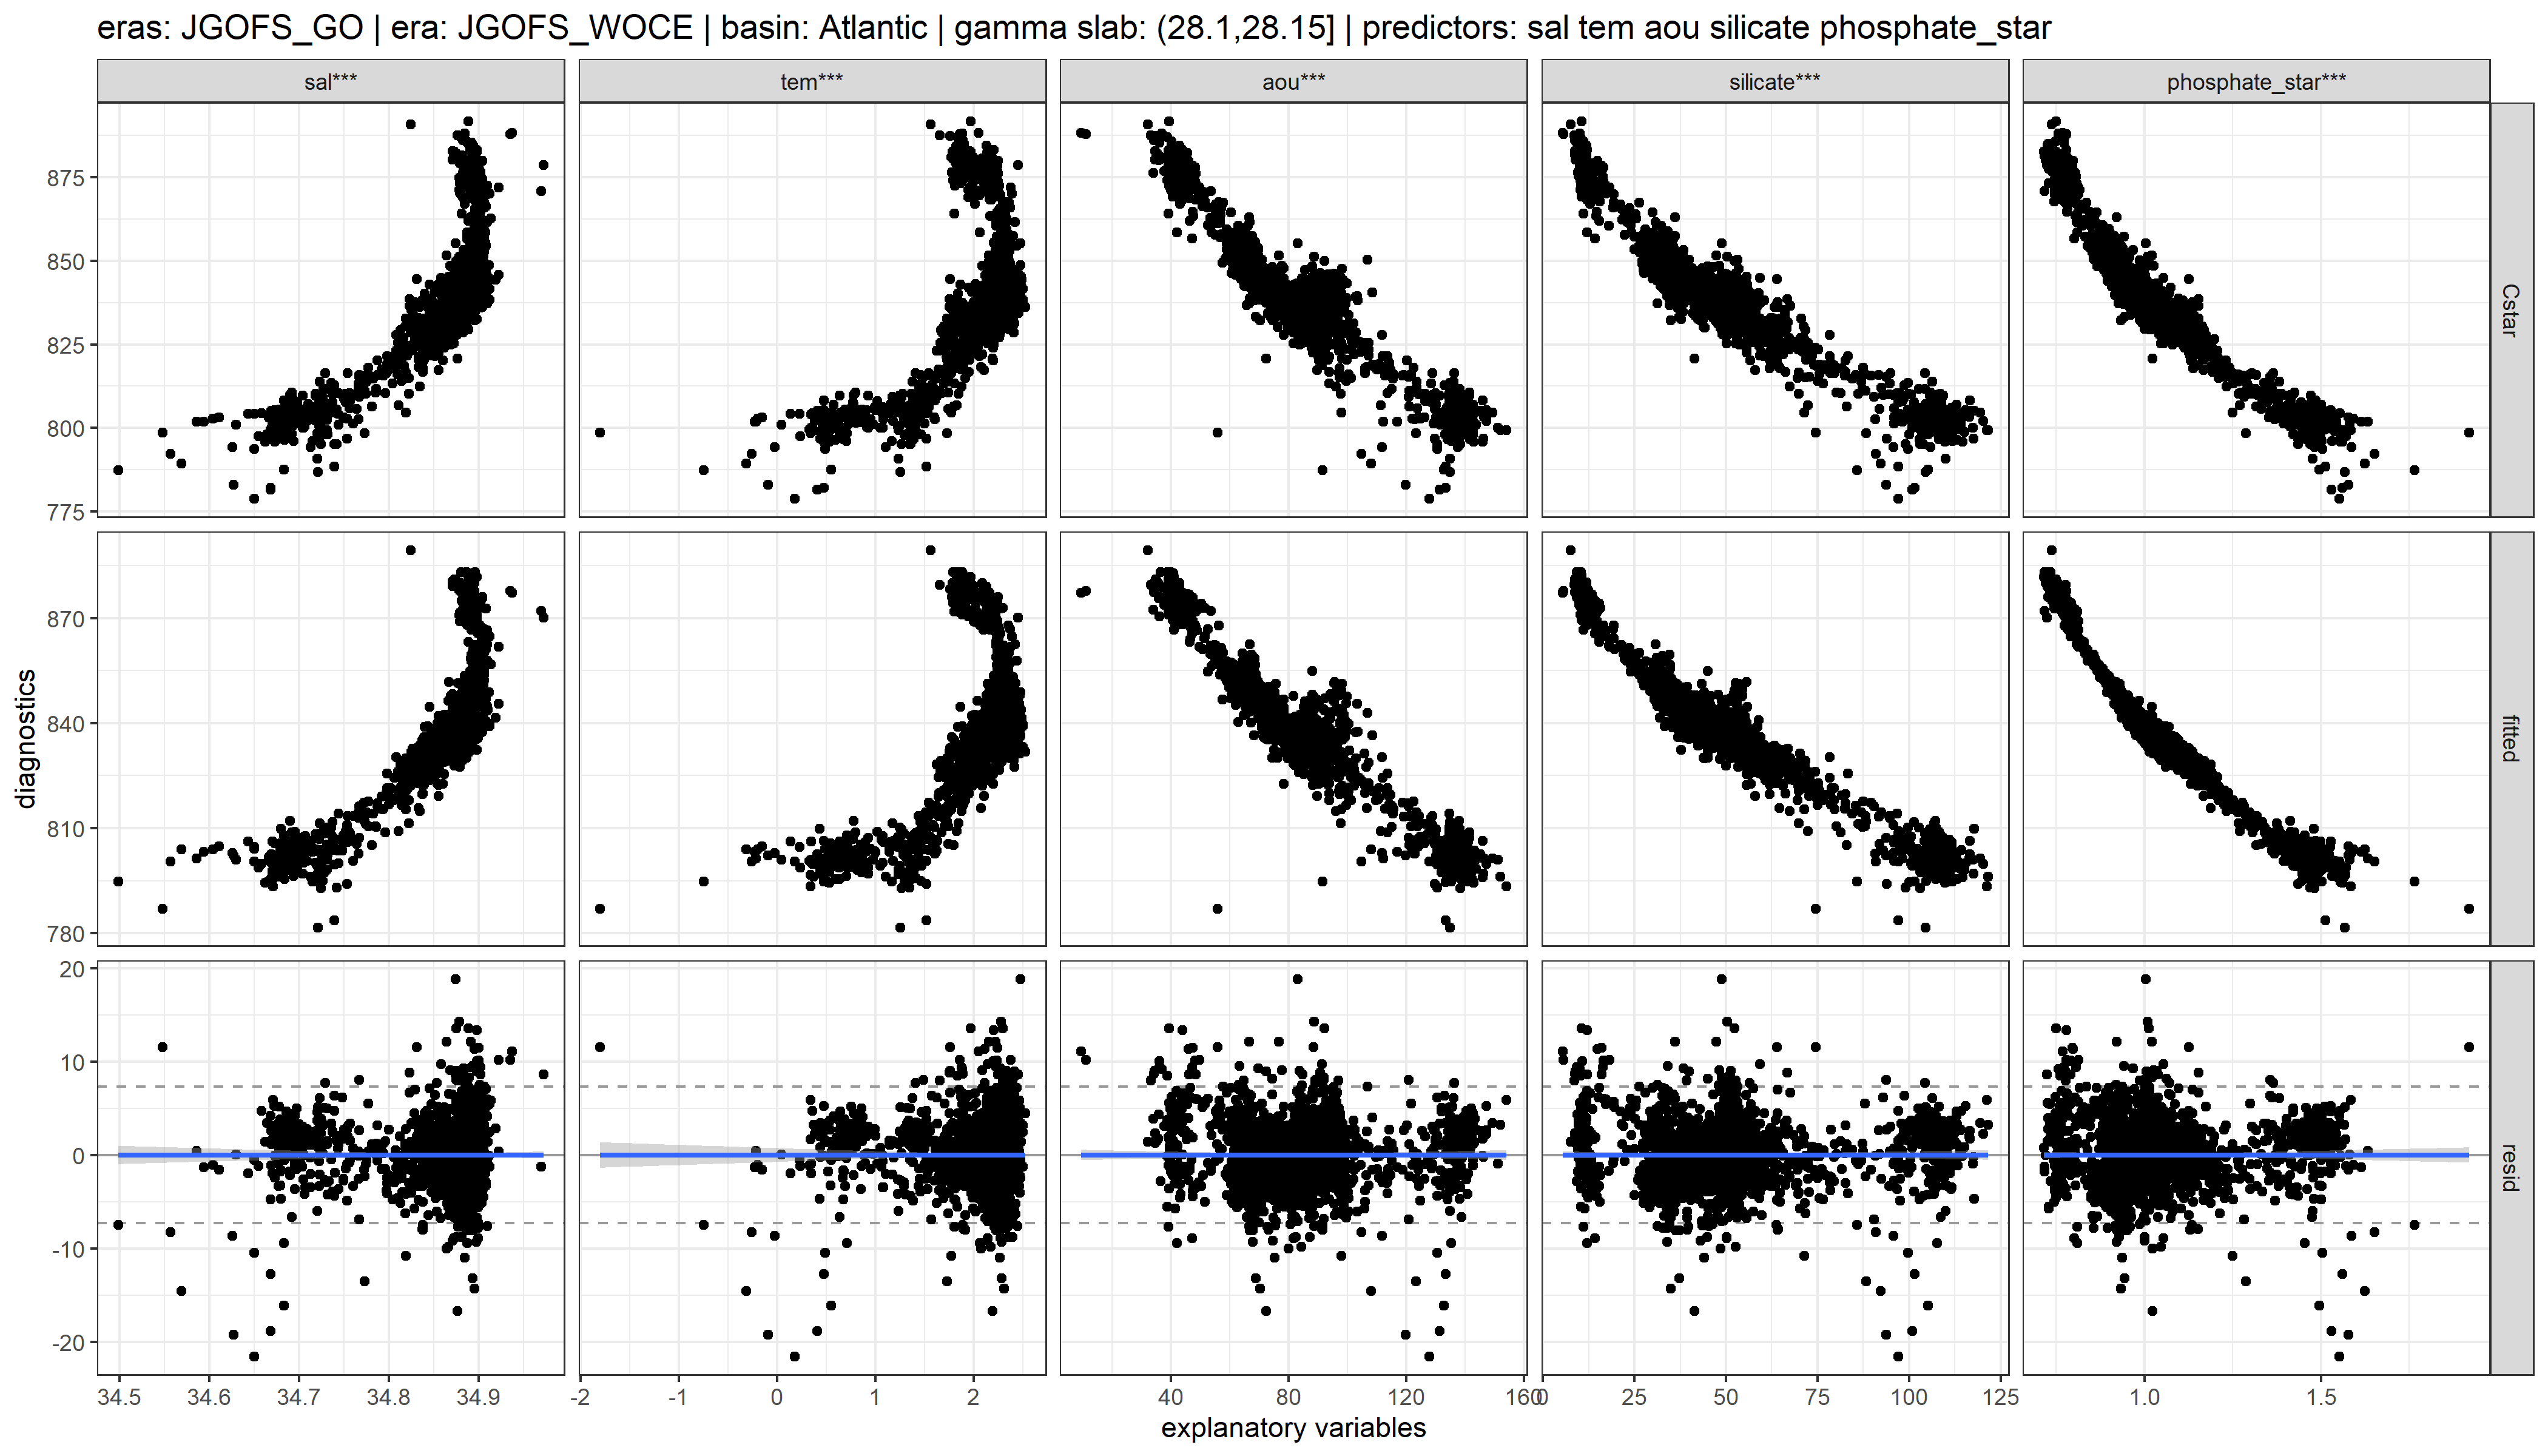 eras: JGOFS_GO | era: JGOFS_WOCE | basin: Atlantic | gamma slab: (28.1,28.15] | predictors: sal tem aou silicate phosphate_star
sal*** tem*** aou*** silicate*** phosphate_star***
875
850
825
800
775
Cstar
870
840
810
780
fitted
diagnostics
20
10
0
-10
-20
resid
34.5 34.6 34.7 34.8 34.9 -2 -1 0 1 2 40 80 120 160 0 25 50 75 100 125 1.0 1.5
explanatory variables